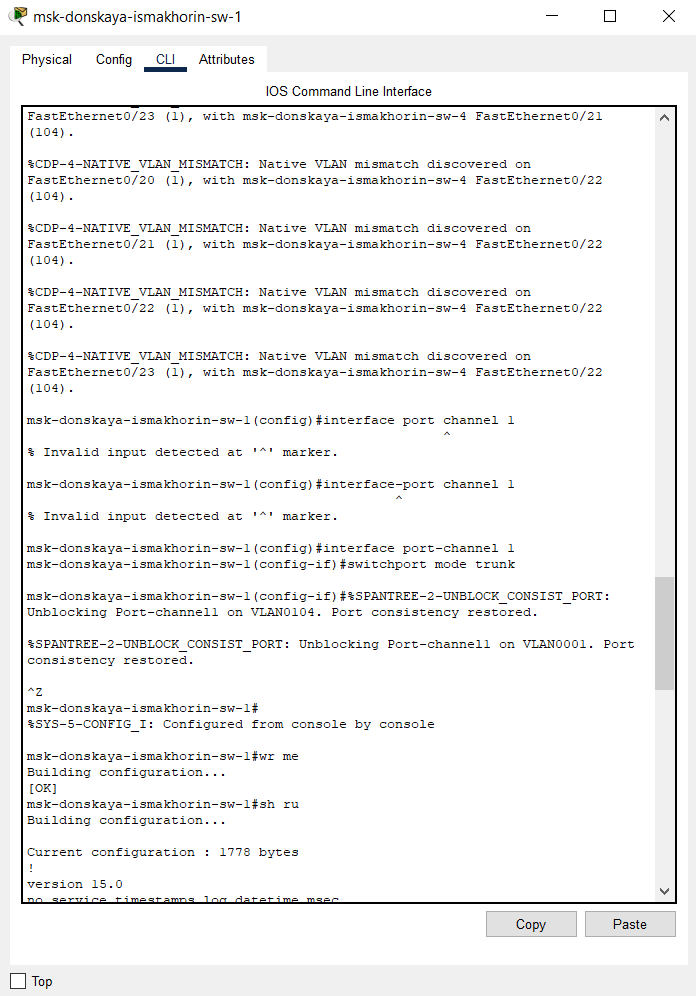 msk-donskaya-ismakhorin-sw-1
Physical Config CLI Attributes
IOS Command Line Interface
FastEthernet0/23 (1), with msk-donskaya-ismakhorin-sw-4 FastEthernet0/21
(104).
%CDP-4-NATIVE_VLAN_MISMATCH: Native VLAN mismatch discovered on
FastEthernet0/20 (1), with msk-donskaya-ismakhorin-sw-4 FastEthernet0/22
(104).
%CDP-4-NATIVE_VLAN_MISMATCH: Native VLAN mismatch discovered on
FastEthernet0/21 (1), with msk-donskaya-ismakhorin-sw-4 FastEthernet0/22
(104).
%CDP-4-NATIVE_VLAN_MISMATCH: Native VLAN mismatch discovered on
FastEthernet0/22 (1), with msk-donskaya-ismakhorin-sw-4 FastEthernet0/22
(104).
%CDP-4-NATIVE_VLAN_MISMATCH: Native VLAN mismatch discovered on
FastEthernet0/23 (1), with msk-donskaya-ismakhorin-sw-4 FastEthernet0/22
(104).
msk-donskaya-ismakhorin-sw-1(config)#interface port channel 1
^
% Invalid input detected at '^' marker.
msk-donskaya-ismakhorin-sw-1(config)#interface-port channel 1
^
% Invalid input detected at '^' marker.
msk-donskaya-ismakhorin-sw-1(config)#interface port-channel 1
msk-donskaya-ismakhorin-sw-1(config-if)#switchport mode trunk
msk-donskaya-ismakhorin-sw-1(config-if)#%SPANTREE-2-UNBLOCK_CONSIST_PORT:
Unblocking Port-channel1 on VLAN0104. Port consistency restored.
%SPANTREE-2-UNBLOCK_CONSIST_PORT: Unblocking Port-channel1 on VLAN0001. Port
consistency restored.
^Z
msk-donskaya-ismakhorin-sw-1#
%SYS-5-CONFIG_I: Configured from console by console
msk-donskaya-ismakhorin-sw-1#wr me
Building configuration...
[OK]
msk-donskaya-ismakhorin-sw-1#sh ru
Building configuration...
Current configuration : 1778 bytes
!
version 15.0
no service timestamps log datetime msec
Copy Paste
Top